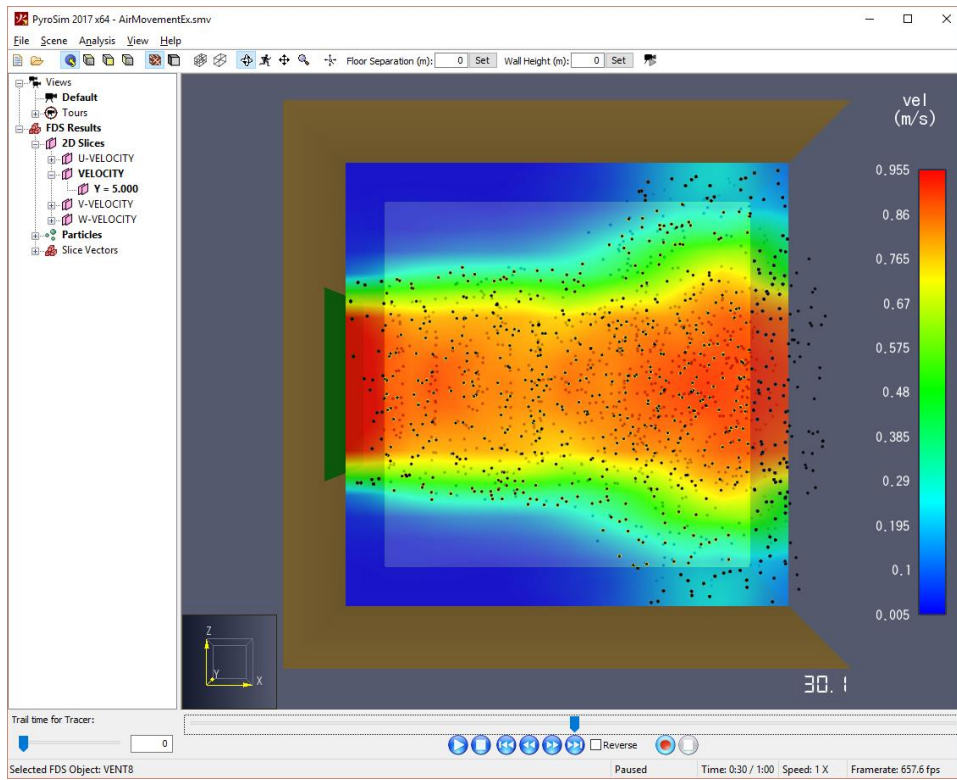 PyroSim 2017 x64 - AirMovementEx.smv
File Scene Analysis View Help
Floor Separation (m): 0 Set Wall Height (m): 0 Set
Views
Default
Tours
FDS Results
2D Slices
U-VELOCITY
VELOCITY
Y = 5.000
V-VELOCITY
W-VELOCITY
Particles
Slice Vectors
vel
(m/s)
0.955
0.86
0.765
0.67
0.575
0.48
0.385
0.29
0.195
0.1
0.005
Z
Y
X
30.1
Trail time for Tracer:
0
Reverse
Selected FDS Object: VENT8 Paused Time: 0:30 / 1:00 Speed: 1 X Framerate: 657.6 fps